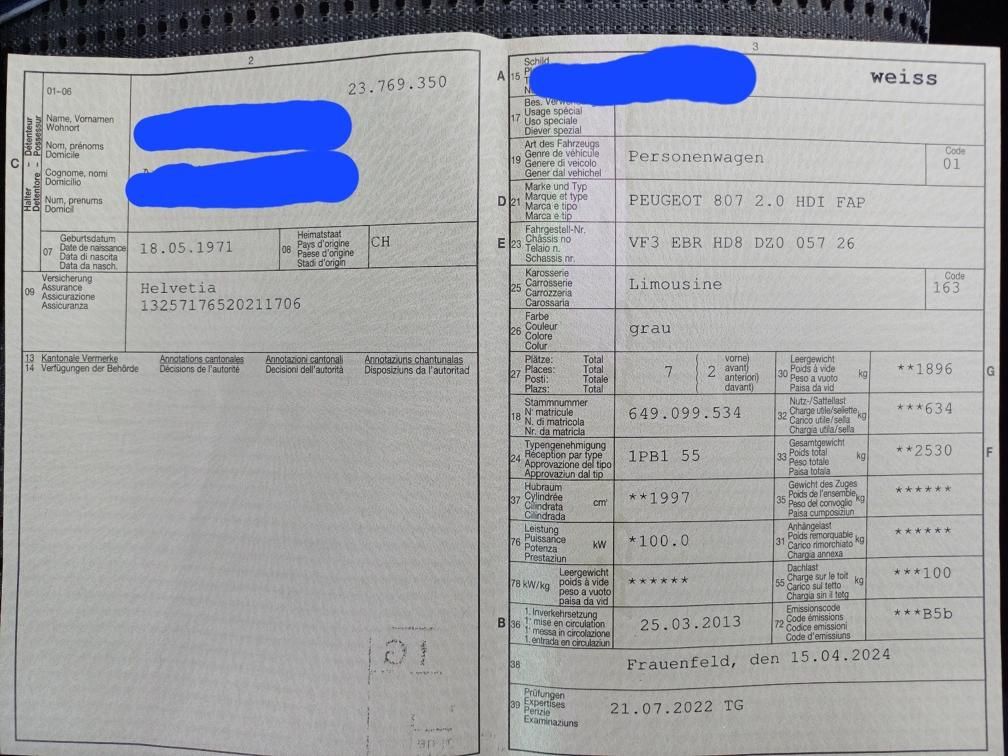 2
01-06
23.769.350
C
Halter - Détenteur
Detentore - Possessur
Name, Vornamen
Wohnort
Nom, prénoms
Domicile
Cognome, nomi
Domicilio
Num, prenums
Domicil
07
Geburtsdatum
Date de naissance
Data di nascita
Data da nasch.
18.05.1971
08
Heimatstaat
Pays d'origine
Paese d'origine
Stadi d'origin
CH
09
Versicherung
Assurance
Assicurazione
Assicuranza
Helvetia
13257176520211706
13 Kantonale Vermerke Annotations cantonales Annotazioni cantonali Annotaziuns chantunalas
14 Verfügungen der Behörde Décisions de l'autorité Decisioni dell'autorità Disposiziuns da l'autoritad
TG
3
A
15
Schild
weiss
17
Bes. Verwendung
Usage spécial
Uso speciale
Diever spezial
19
Art des Fahrzeugs
Genre de véhicule
Genere di veicolo
Gener dal vehichel
Personenwagen
Code
01
D
21
Marke und Typ
Marque et type
Marca e tipo
Marca e tip
PEUGEOT 807 2.0 HDI FAP
E
23
Fahrgestell-Nr.
Châssis no
Telaio n.
Schassis nr.
VF3 EBR HD8 DZ0 057 26
25
Karosserie
Carrosserie
Carrozzeria
Carossaria
Limousine
Code
163
26
Farbe
Couleur
Colore
Colur
grau
27
Plätze: Total
Places: Total
Posti: Totale
Plazs: Total
7
( 2
vorne)
avant)
anteriori)
davant)
30
Leergewicht
Poids à vide
Peso a vuoto
Paisa da vid
kg
**1896
G
18
Stammnummer
N° matricule
N. di matricola
Nr. da matricla
649.099.534
32
Nutz-/Sattellast
Charge utile/sellette
Carico utile/sella
Chargia utila/sella
kg
***634
24
Typengenehmigung
Réception par type
Approvazione del tipo
Approvaziun dal tip
1PB1 55
33
Gesamtgewicht
Poids total
Peso totale
Paisa totala
kg
**2530
F
37
Hubraum
Cylindrée
Cilindrata
Cilindrada
cm³
**1997
35
Gewicht des Zuges
Poids de l'ensemble
Peso del convoglio
Paisa cumposiziun
kg
******
76
Leistung
Puissance
Potenza
Prestaziun
kW
*100.0
31
Anhängelast
Poids remorquable
Carico rimorchiato
Chargia annexa
kg
******
78 kW/kg
Leergewicht
poids à vide
peso a vuoto
paisa da vid
******
55
Dachlast
Charge sur le toit
Carico sul tetto
Chargia sin il tetg
kg
***100
B
36
1. Inverkehrsetzung
1re mise en circulation
1a messa in circolazione
1. entrada en circulaziun
25.03.2013
72
Emissionscode
Code émissions
Codice emissioni
Code d'emissiuns
***B5b
38
Frauenfeld, den 15.04.2024
39
Prüfungen
Expertises
Perizie
Examinaziuns
21.07.2022 TG